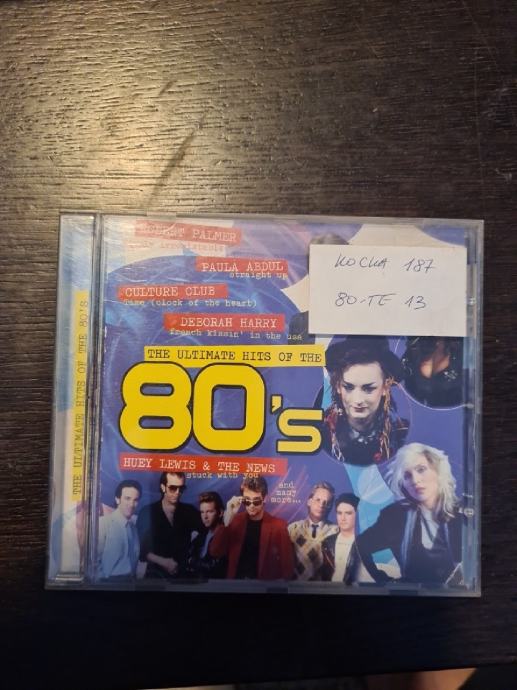 ROBERT PALMER
simply irresistible
PAULA ABDUL
straight up
CULTURE CLUB
time (clock of the heart)
DEBORAH HARRY
french kissin' in the usa
THE ULTIMATE HITS OF THE
80's
HUEY LEWIS & THE NEWS
stuck with you
and
many
more...
KOCKA 187
80-TE 13
THE ULTIMATE HITS OF THE 80'S